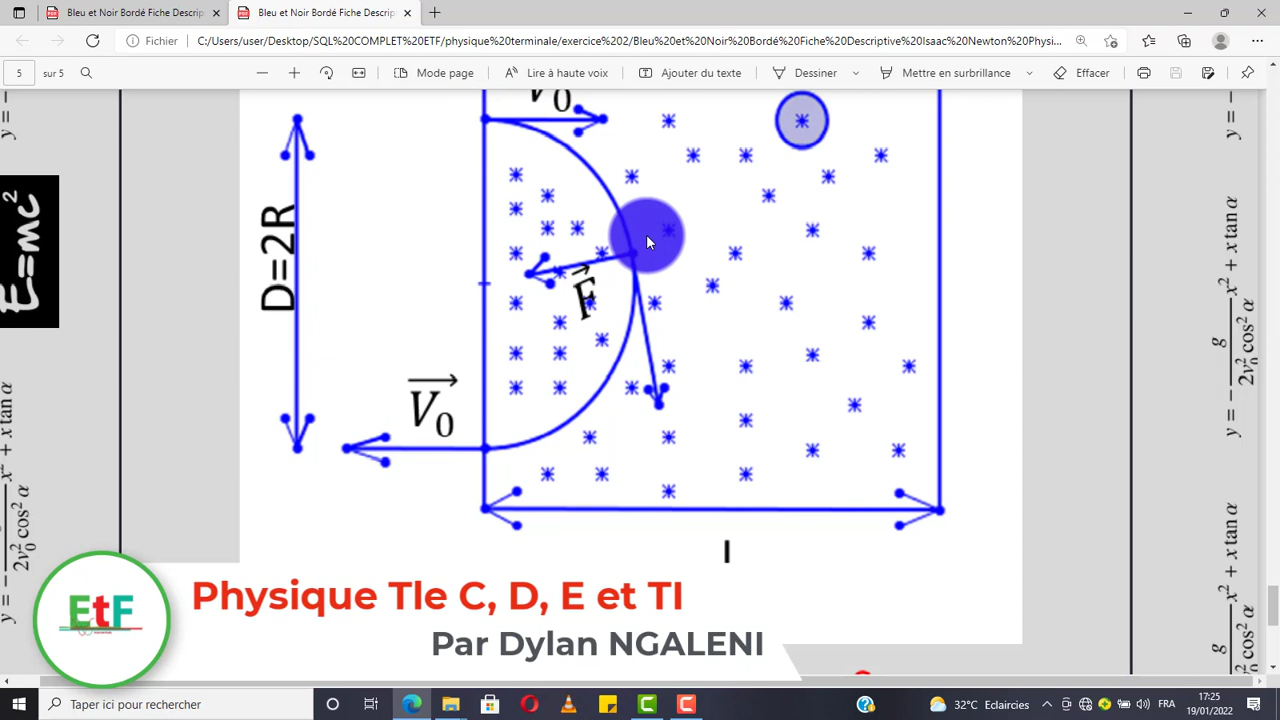 Bleu et Noir Bordé Fiche Descrip
Bleu et Noir Bordé Fiche Descrip
Fichier
C:/Users/user/Desktop/SQL%20COMPLET%20ETF/physique%20terminale/exercice%202/Bleu%20et%20Noir%20Bordé%20Fiche%20Descriptive%20Isaac%20Newton%20Physi...
5
sur 5
Mode page
Lire à haute voix
Ajouter du texte
Dessiner
Mettre en surbrillance
Effacer
V0
D=2R
F
V0
l
E=mc²
EtF
Physique Tle C, D, E et TI
Par Dylan NGALENI
Taper ici pour rechercher
32°C Eclaircies
FRA
17:25
19/01/2022